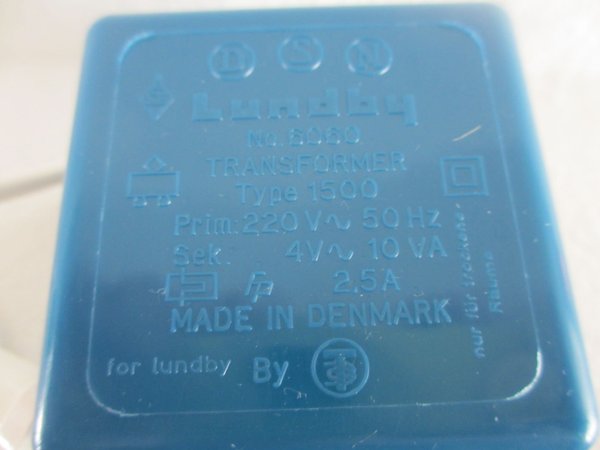 D S N
S
Lundby
No. 6060
TRANSFORMER
Type 1500
Prim: 220 V~ 50 Hz
Sek: 4V~ 10 VA
2,5A
MADE IN DENMARK
for lundby By
nur für trockene
Räume